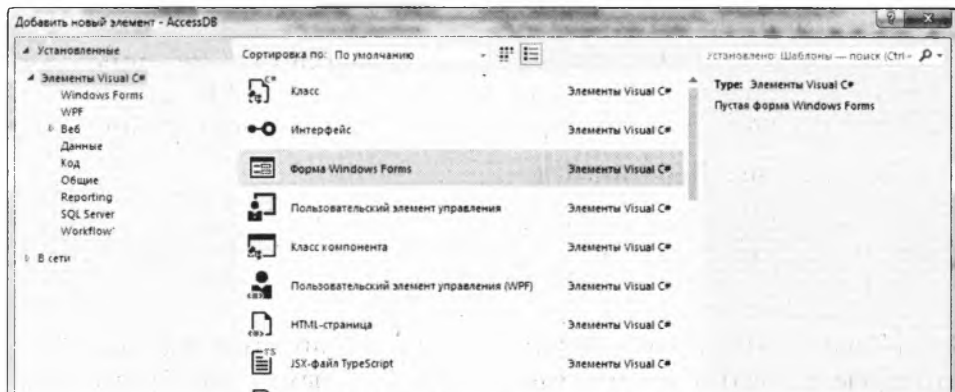 Добавить новый элемент - AccessDB
Установленные
Элементы Visual C#
Windows Forms
WPF
Веб
Данные
Код
Общие
Reporting
SQL Server
Workflow
В сети
Сортировка по: По умолчанию
C#
Класс Элементы Visual C#
Интерфейс Элементы Visual C#
Форма Windows Forms Элементы Visual C#
Пользовательский элемент управления Элементы Visual C#
Класс компонента Элементы Visual C#
Пользовательский элемент управления (WPF) Элементы Visual C#
HTML-страница Элементы Visual C#
TS
JSX-файл TypeScript Элементы Visual C#
Установлено: Шаблоны — поиск (Ctrl+
Type: Элементы Visual C#
Пустая форма Windows Forms